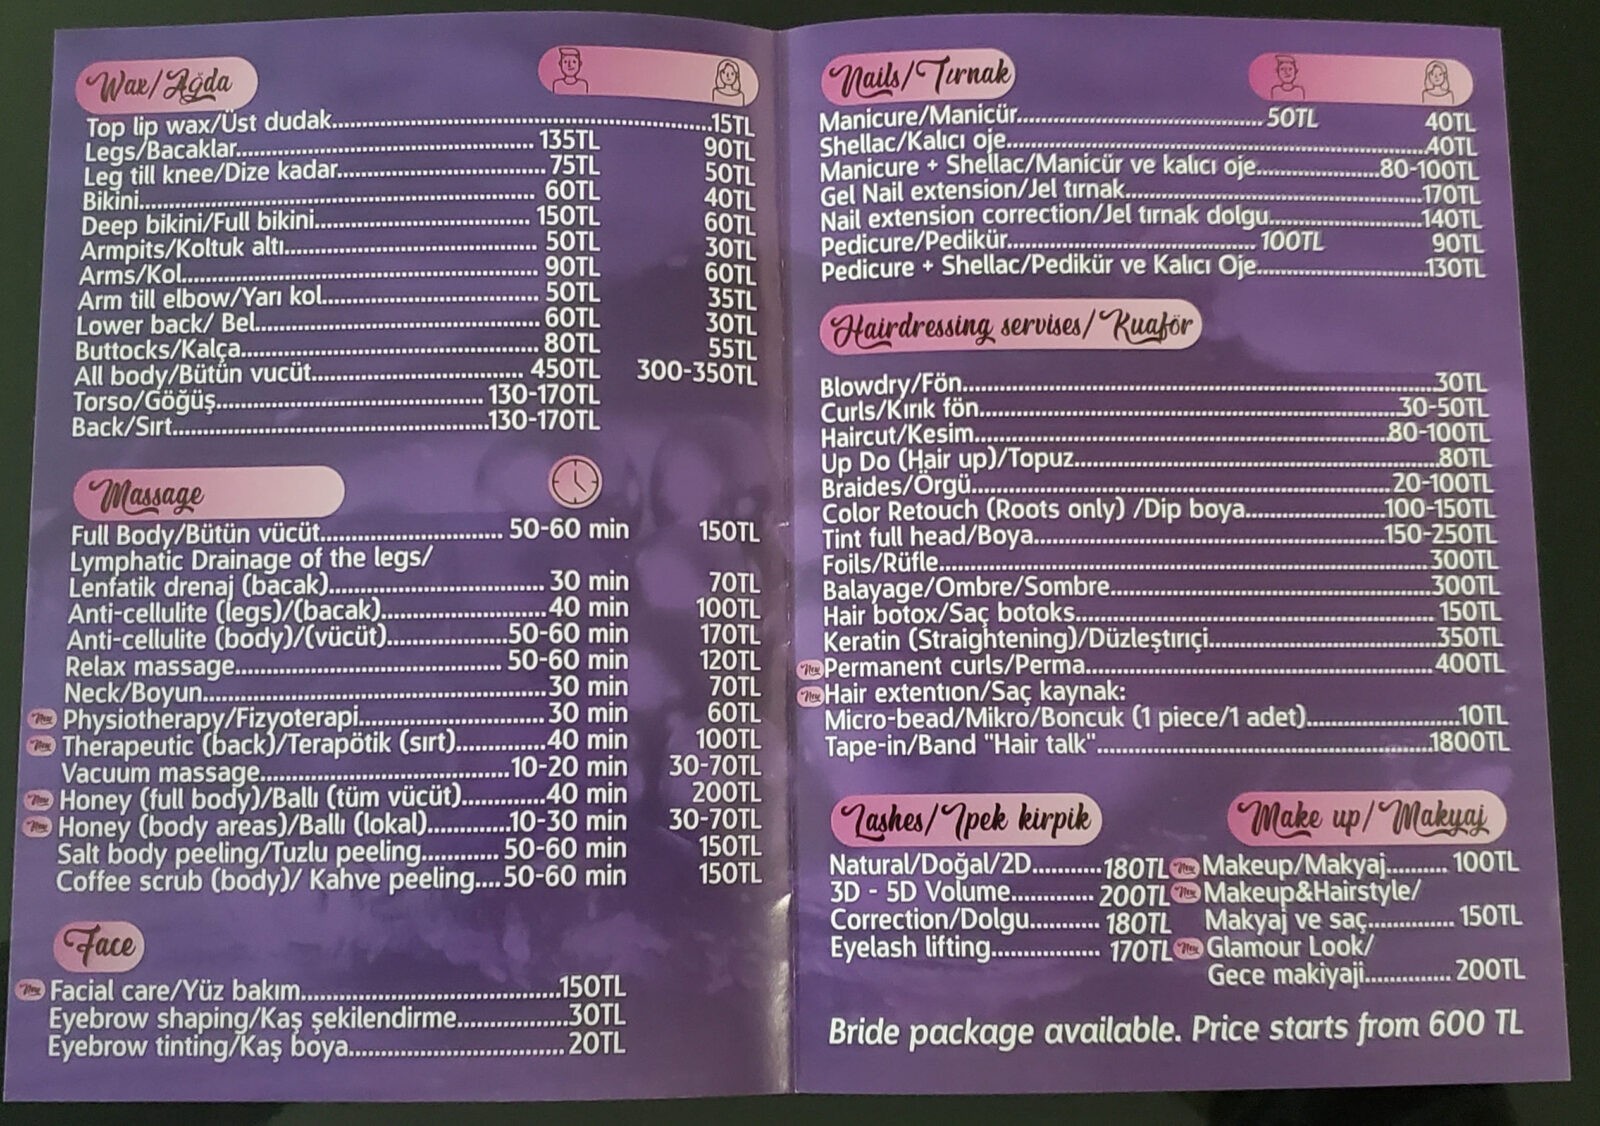 Wax/Ağda
Top lip wax/Üst dudak 15TL
Legs/Bacaklar 135TL 90TL
Leg till knee/Dize kadar 75TL 50TL
Bikini 60TL 40TL
Deep bikini/Full bikini 150TL 60TL
Armpits/Koltuk altı 50TL 30TL
Arms/Kol 90TL 60TL
Arm till elbow/Yarı kol 50TL 35TL
Lower back/ Bel 60TL 30TL
Buttocks/Kalça 80TL 55TL
All body/Bütün vucüt 450TL 300-350TL
Torso/Göğüş 130-170TL
Back/Sırt 130-170TL
Massage
Full Body/Bütün vücüt 50-60 min 150TL
Lymphatic Drainage of the legs/
Lenfatik drenaj (bacak) 30 min 70TL
Anti-cellulite (legs)/(bacak) 40 min 100TL
Anti-cellulite (body)/(vücüt) 50-60 min 170TL
Relax massage 50-60 min 120TL
Neck/Boyun 30 min 70TL
New Physiotherapy/Fizyoterapi 30 min 60TL
New Therapeutic (back)/Terapötik (sırt) 40 min 100TL
Vacuum massage 10-20 min 30-70TL
New Honey (full body)/Ballı (tüm vücüt) 40 min 200TL
New Honey (body areas)/Ballı (lokal) 10-30 min 30-70TL
Salt body peeling/Tuzlu peeling 50-60 min 150TL
Coffee scrub (body)/ Kahve peeling 50-60 min 150TL
Face
New Facial care/Yüz bakım 150TL
Eyebrow shaping/Kaş şekilendirme 30TL
Eyebrow tinting/Kaş boya 20TL
Nails/Tırnak
Manicure/Manicür 50TL 40TL
Shellac/Kalıcı oje 40TL
Manicure + Shellac/Manicür ve kalıcı oje 80-100TL
Gel Nail extension/Jel tırnak 170TL
Nail extension correction/Jel tırnak dolgu 140TL
Pedicure/Pedikür 100TL 90TL
Pedicure + Shellac/Pedikür ve Kalıcı Oje 130TL
Hairdressing servises/Kuaför
Blowdry/Fön 30TL
Curls/Kırık fön 30-50TL
Haircut/Kesim 80-100TL
Up Do (Hair up)/Topuz 80TL
Braides/Örgü 20-100TL
Color Retouch (Roots only) /Dip boya 100-150TL
Tint full head/Boya 150-250TL
Foils/Rüfle 300TL
Balayage/Ombre/Sombre 300TL
Hair botox/Saç botoks 150TL
Keratin (Straightening)/Düzleştırıçi 350TL
New Permanent curls/Perma 400TL
New Hair extentıon/Saç kaynak:
Micro-bead/Mikro/Boncuk (1 piece/1 adet) 10TL
Tape-in/Band "Hair talk" 1800TL
Lashes/İpek kirpik
Natural/Doğal/2D 180TL
3D - 5D Volume 200TL
Correction/Dolgu 180TL
Eyelash lifting 170TL
Make up/Makyaj
New Makeup/Makyaj 100TL
New Makeup&Hairstyle/
Makyaj ve saç 150TL
New Glamour Look/
Gece makiyaji 200TL
Bride package available. Price starts from 600 TL